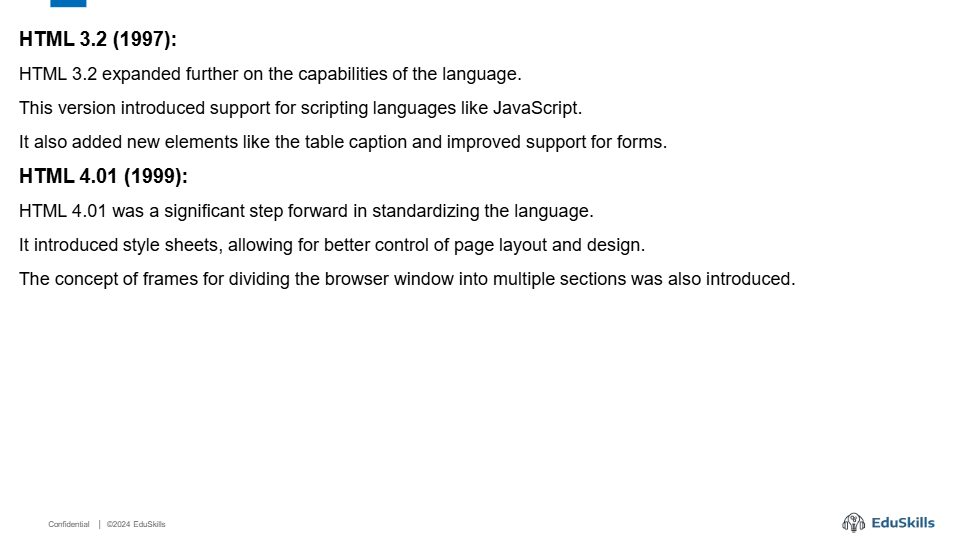 HTML 3.2 (1997):
HTML 3.2 expanded further on the capabilities of the language.
This version introduced support for scripting languages like JavaScript.
It also added new elements like the table caption and improved support for forms.
HTML 4.01 (1999):
HTML 4.01 was a significant step forward in standardizing the language.
It introduced style sheets, allowing for better control of page layout and design.
The concept of frames for dividing the browser window into multiple sections was also introduced.
Confidential | ©2024 EduSkills
EduSkills